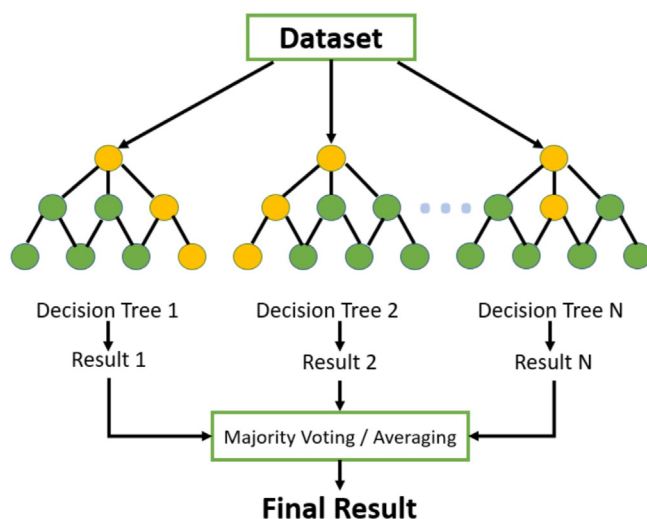 Dataset
Decision Tree 1
Decision Tree 2
Decision Tree N
Result 1
Result 2
Result N
Majority Voting / Averaging
Final Result